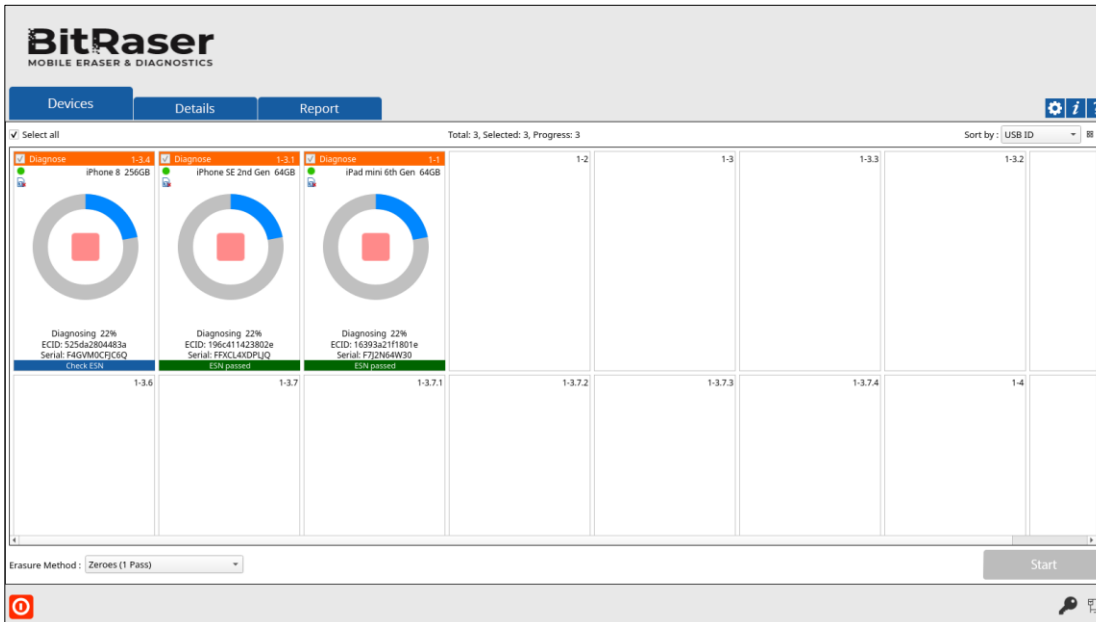 BitRaser
MOBILE ERASER & DIAGNOSTICS
Devices Details Report
Select all Total: 3, Selected: 3, Progress: 3 Sort by : USB ID
Diagnose 1-3.4 Diagnose 1-3.1 Diagnose 1-1 1-2 1-3 1-3.3 1-3.2
iPhone 8 256GB iPhone SE 2nd Gen 64GB iPad mini 6th Gen 64GB
Diagnosing 22% Diagnosing 22% Diagnosing 22%
ECID: 525da2804483a ECID: 196c411423802e ECID: 16393a21f1801e
Serial: F4GVM0CFJC6Q Serial: FFXCL4XDPLJQ Serial: F7J2N64W30
Check ESN ESN passed ESN passed
1-3.6 1-3.7 1-3.7.1 1-3.7.2 1-3.7.3 1-3.7.4 1-4
Erasure Method : Zeroes (1 Pass) Start